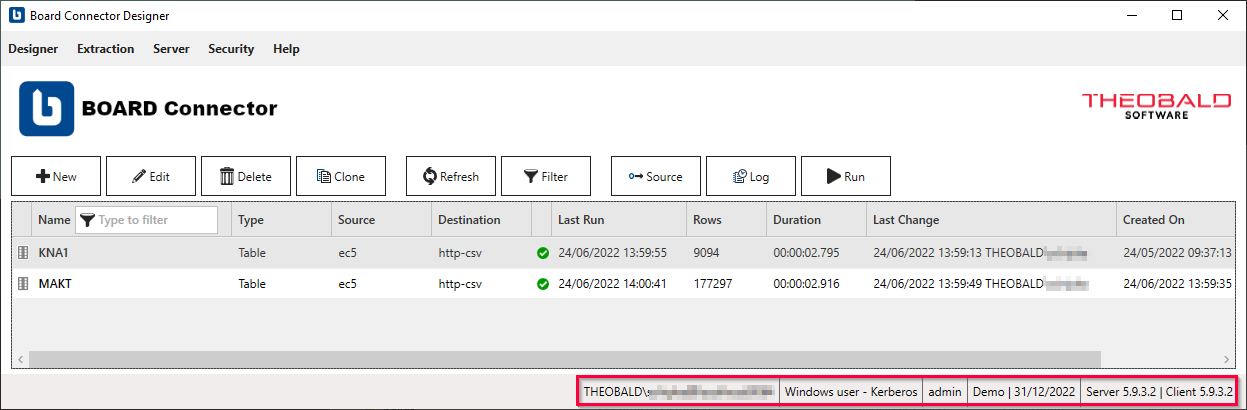 Board Connector Designer
Designer Extraction Server Security Help
BOARD Connector
THEOBALD
SOFTWARE
New Edit Delete Clone Refresh Filter Source Log Run
Name Type to filter Type Source Destination Last Run Rows Duration Last Change Created On
KNA1 Table ec5 http-csv 24/06/2022 13:59:55 9094 00:00:02.795 24/06/2022 13:59:13 THEOBALD\ 24/05/2022 09:37:13
MAKT Table ec5 http-csv 24/06/2022 14:00:41 177297 00:00:02.916 24/06/2022 13:59:49 THEOBALD\ 24/06/2022 13:59:35
THEOBALD\ Windows user - Kerberos admin Demo | 31/12/2022 Server 5.9.3.2 | Client 5.9.3.2